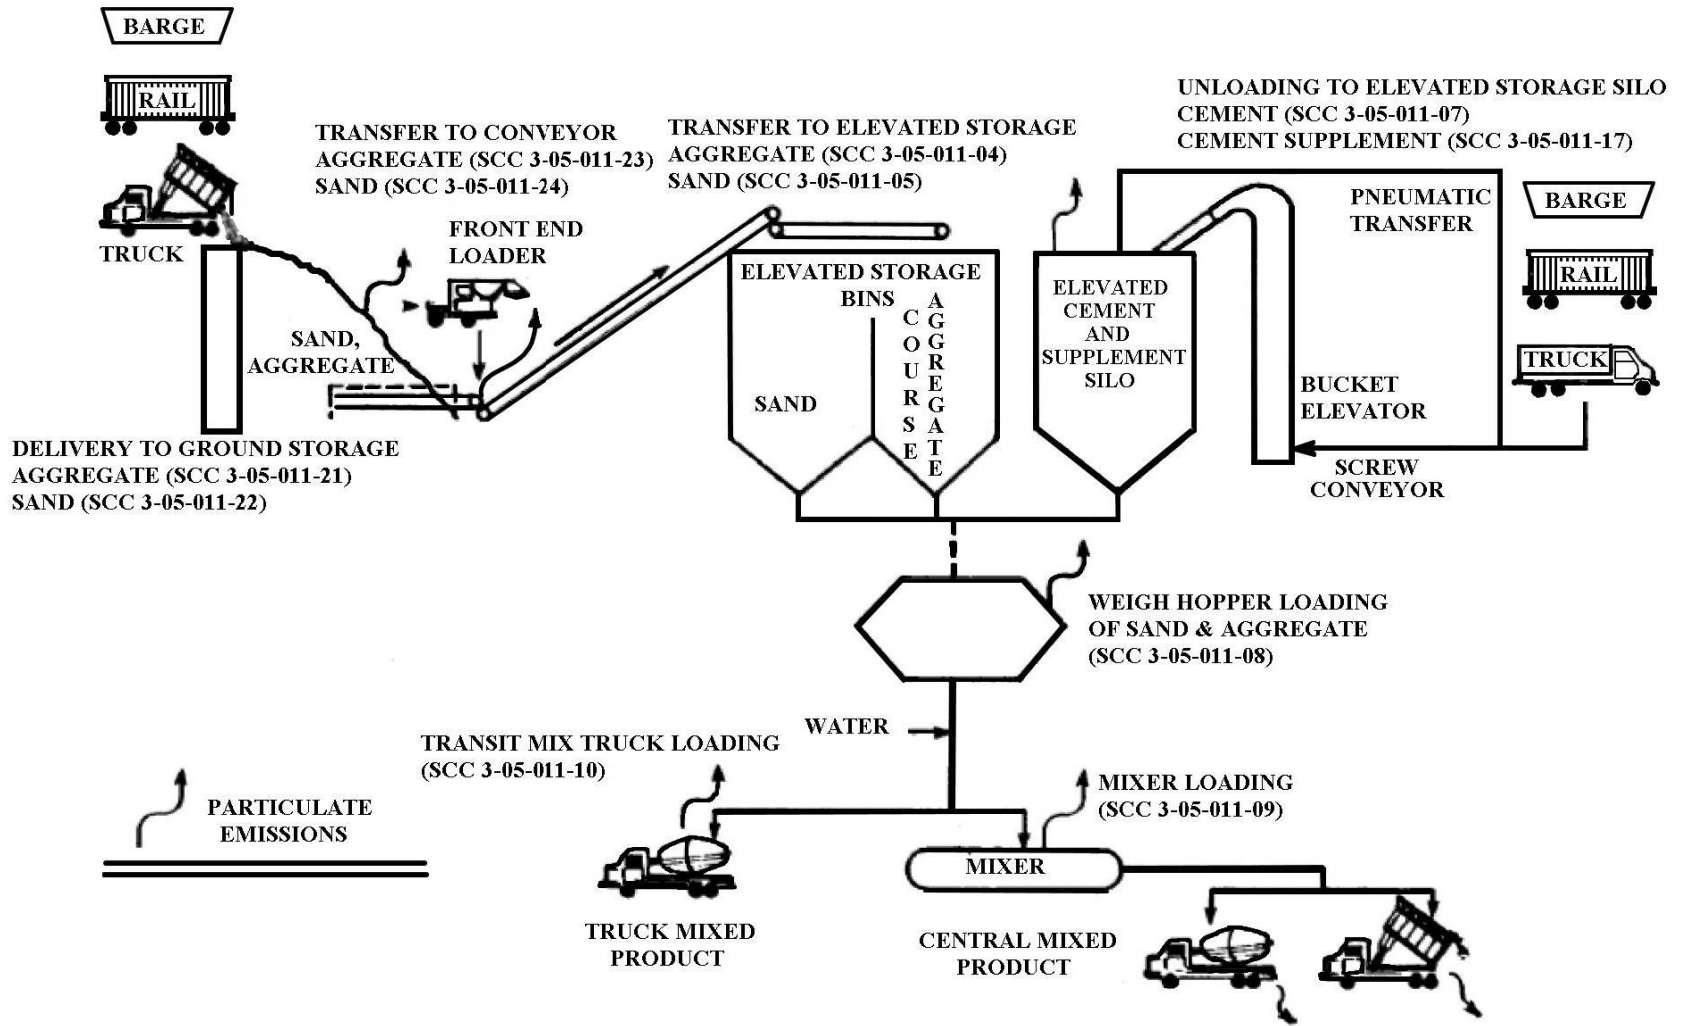 BARGE
RAIL
TRUCK
TRANSFER TO CONVEYOR
AGGREGATE (SCC 3-05-011-23)
SAND (SCC 3-05-011-24)
FRONT END
LOADER
TRANSFER TO ELEVATED STORAGE
AGGREGATE (SCC 3-05-011-04)
SAND (SCC 3-05-011-05)
UNLOADING TO ELEVATED STORAGE SILO
CEMENT (SCC 3-05-011-07)
CEMENT SUPPLEMENT (SCC 3-05-011-17)
PNEUMATIC
TRANSFER
BARGE
RAIL
TRUCK
SAND,
AGGREGATE
ELEVATED STORAGE
BINS
SAND
COURSE
AGGREGATE
ELEVATED
CEMENT
AND
SUPPLEMENT
SILO
BUCKET
ELEVATOR
SCREW
CONVEYOR
DELIVERY TO GROUND STORAGE
AGGREGATE (SCC 3-05-011-21)
SAND (SCC 3-05-011-22)
WEIGH HOPPER LOADING
OF SAND & AGGREGATE
(SCC 3-05-011-08)
WATER
TRANSIT MIX TRUCK LOADING
(SCC 3-05-011-10)
MIXER LOADING
(SCC 3-05-011-09)
PARTICULATE
EMISSIONS
MIXER
TRUCK MIXED
PRODUCT
CENTRAL MIXED
PRODUCT